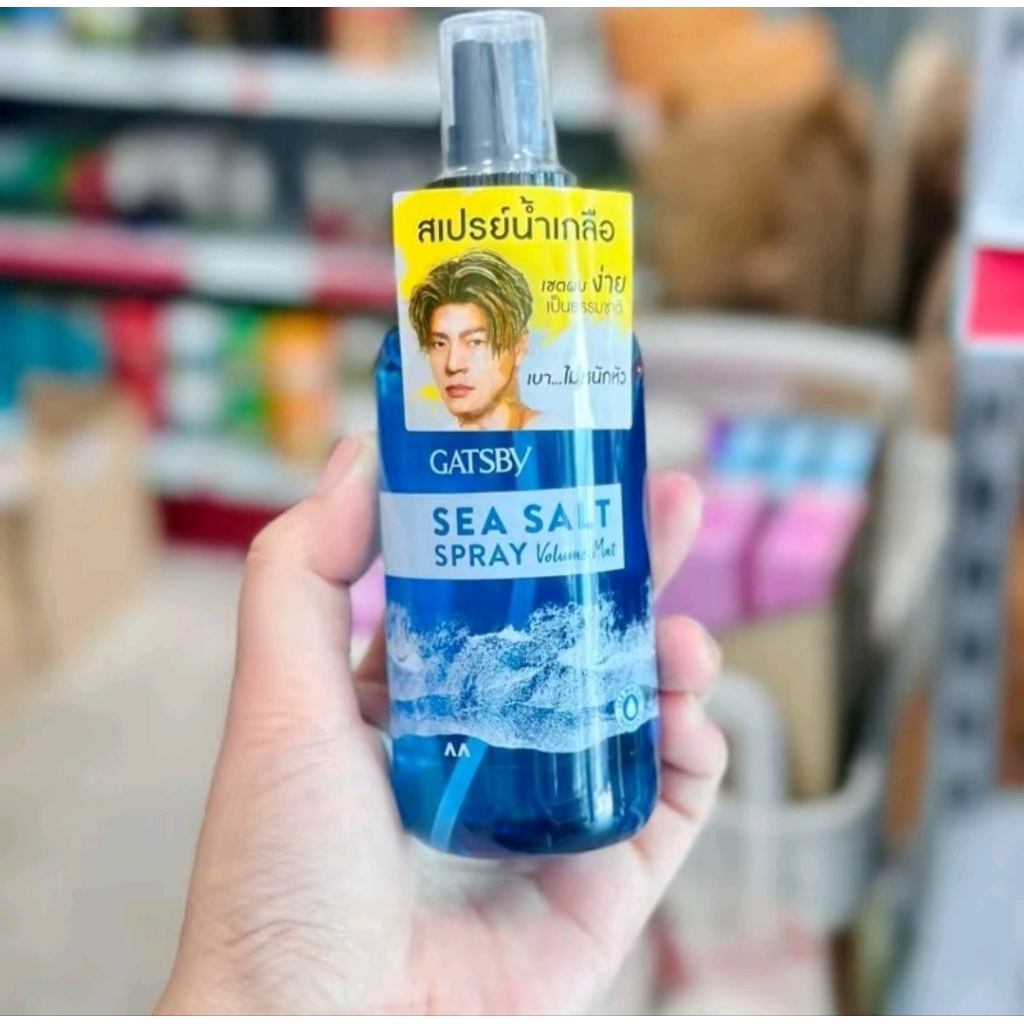 สเปรย์น้ำเกลือ
เซตผม ง่าย
เป็นธรรมชาติ
เบา...ไม่หนักหัว
GATSBY
SEA SALT
SPRAY Volume Mat